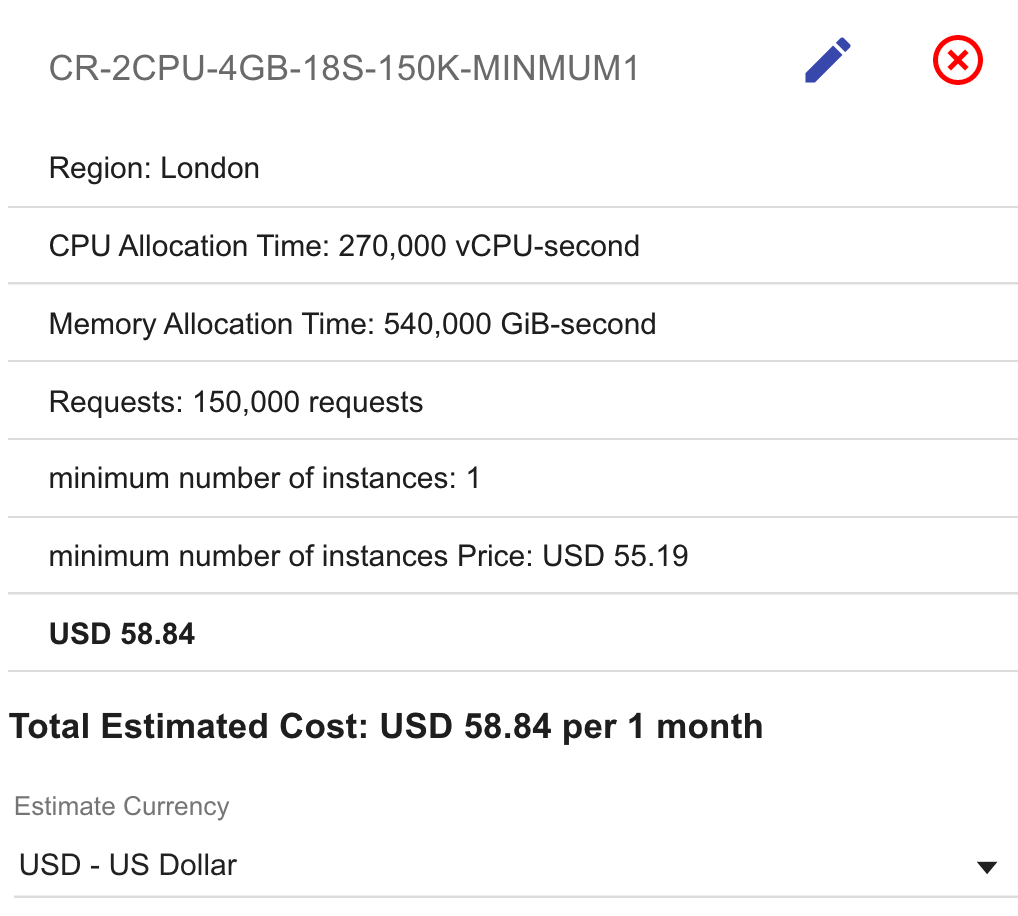 CR-2CPU-4GB-18S-150K-MINMUM1
Region: London
CPU Allocation Time: 270,000 vCPU-second
Memory Allocation Time: 540,000 GiB-second
Requests: 150,000 requests
minimum number of instances: 1
minimum number of instances Price: USD 55.19
USD 58.84
Total Estimated Cost: USD 58.84 per 1 month
Estimate Currency
USD - US Dollar